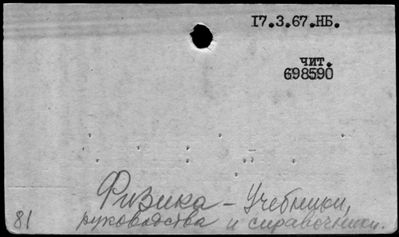 17.3.67.НБ.
чит.
698590
Физика – Учебники,
81 руководства и справочники.